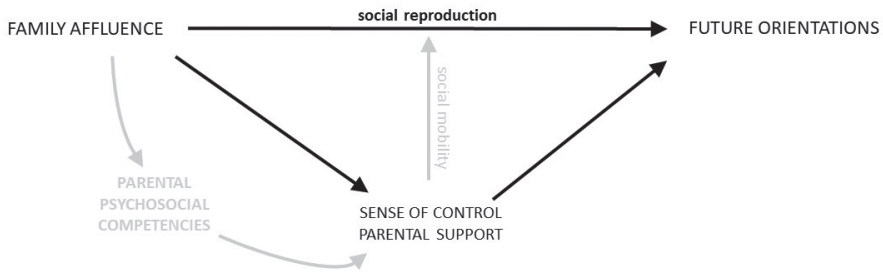 social reproduction
FAMILY AFFLUENCE
FUTURE ORIENTATIONS
social mobility
PARENTAL
PSYCHOSOCIAL
COMPETENCIES
SENSE OF CONTROL
PARENTAL SUPPORT